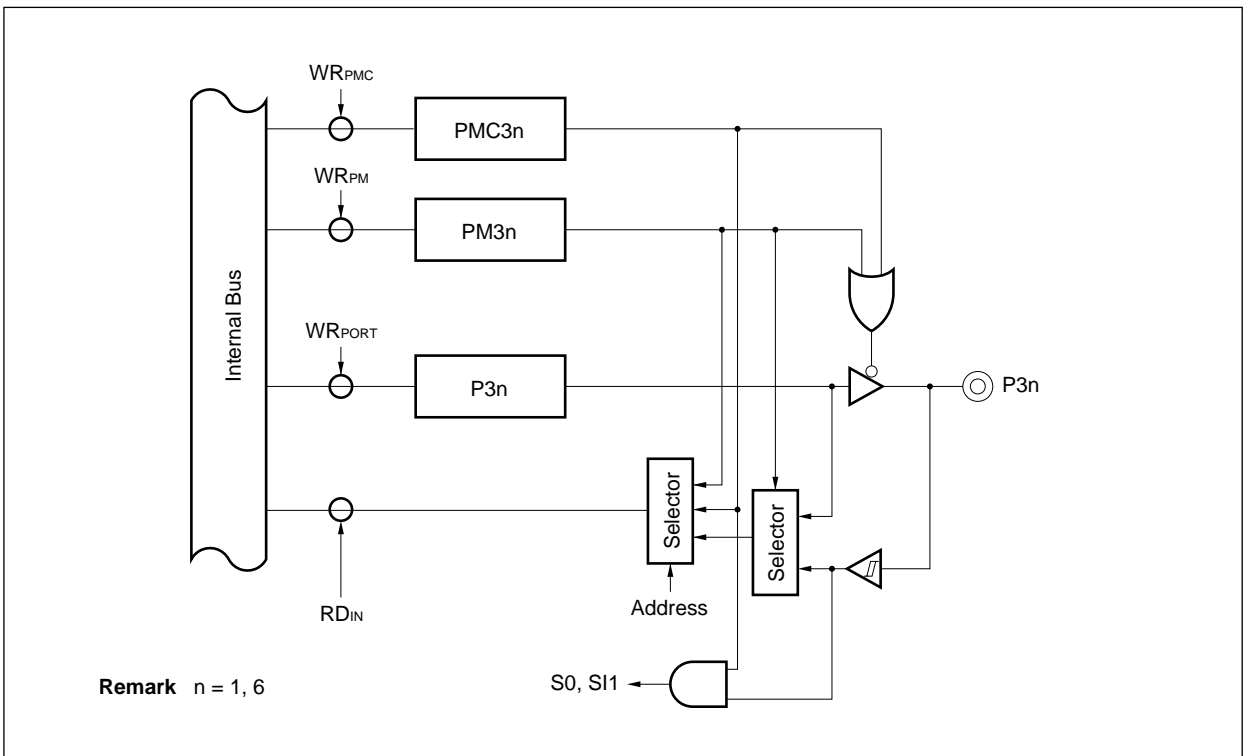 WRPMC
PMC3n
WRPM
PM3n
Internal Bus
WRPORT
P3n
P3n
Selector
Selector
Address
RDIN
S0, SI1
Remark n = 1, 6